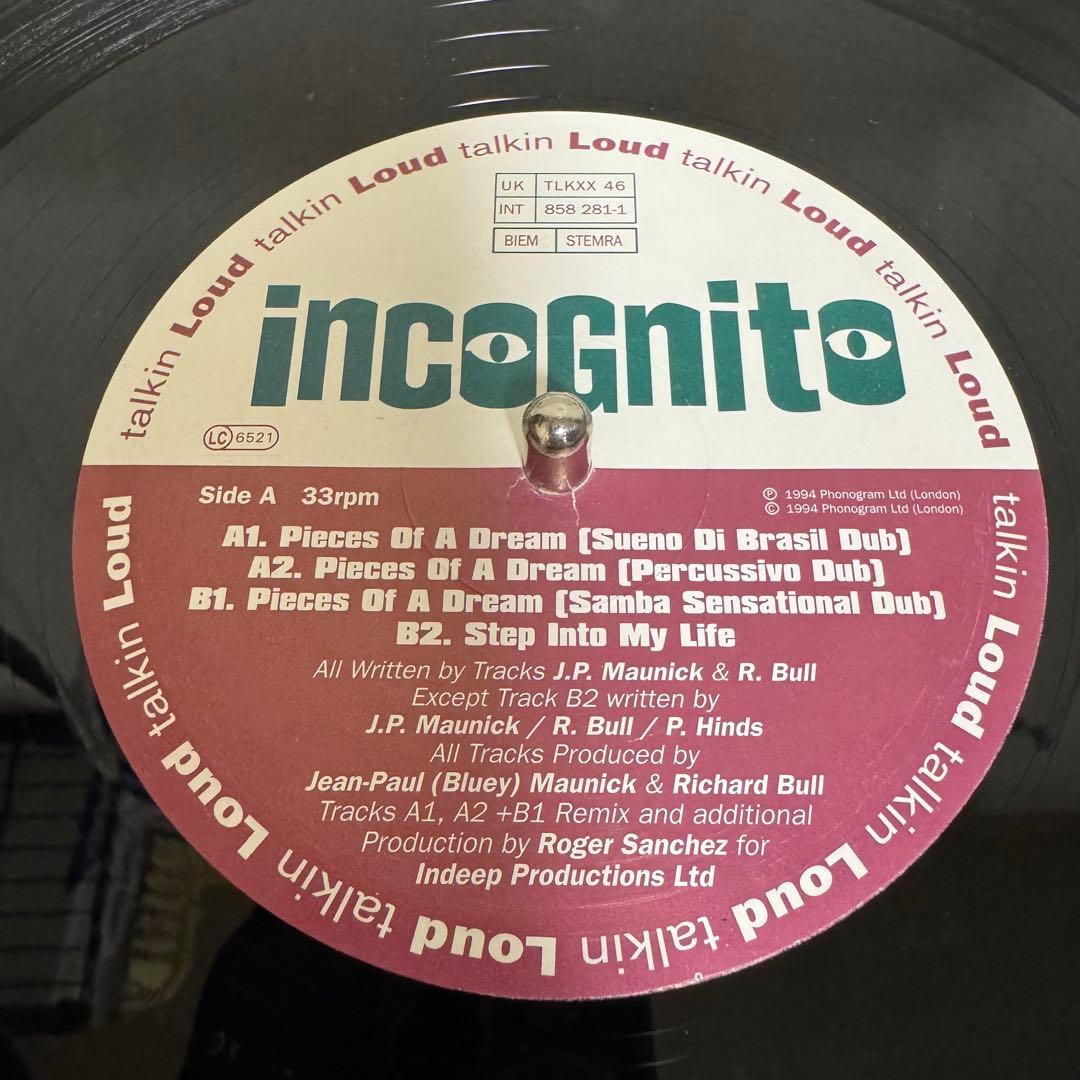 talkin Loud talkin Loud talkin Loud talkin Loud talkin Loud talkin Loud
UK TLKXX 46
INT 858 281-1
BIEM STEMRA
incoGnito
LC 6521
Side A 33rpm
℗ 1994 Phonogram Ltd (London)
© 1994 Phonogram Ltd (London)
A1. Pieces Of A Dream (Sueno Di Brasil Dub)
A2. Pieces Of A Dream (Percussivo Dub)
B1. Pieces Of A Dream (Samba Sensational Dub)
B2. Step Into My Life
All Written by Tracks J.P. Maunick & R. Bull
Except Track B2 written by
J.P. Maunick / R. Bull / P. Hinds
All Tracks Produced by
Jean-Paul (Bluey) Maunick & Richard Bull
Tracks A1, A2 +B1 Remix and additional
Production by Roger Sanchez for
Indeep Productions Ltd
talkin Loud talkin Loud talkin Loud talkin Loud talkin Loud